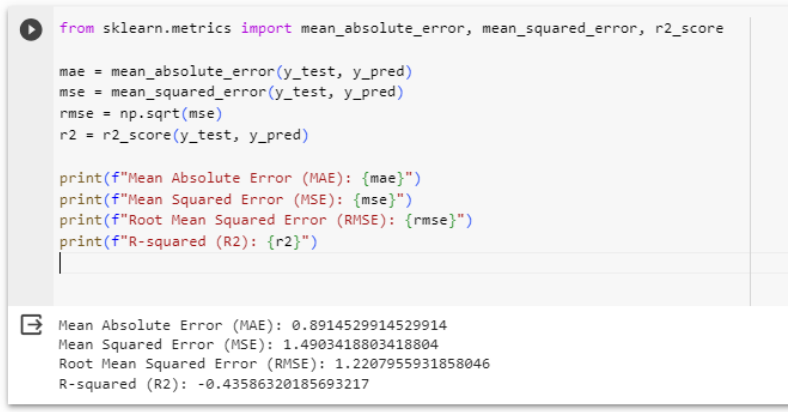 from sklearn.metrics import mean_absolute_error, mean_squared_error, r2_score
mae = mean_absolute_error(y_test, y_pred)
mse = mean_squared_error(y_test, y_pred)
rmse = np.sqrt(mse)
r2 = r2_score(y_test, y_pred)
print(f"Mean Absolute Error (MAE): {mae}")
print(f"Mean Squared Error (MSE): {mse}")
print(f"Root Mean Squared Error (RMSE): {rmse}")
print(f"R-squared (R2): {r2}")
Mean Absolute Error (MAE): 0.8914529914529914
Mean Squared Error (MSE): 1.4903418803418804
Root Mean Squared Error (RMSE): 1.2207955931858046
R-squared (R2): -0.43586320185693217